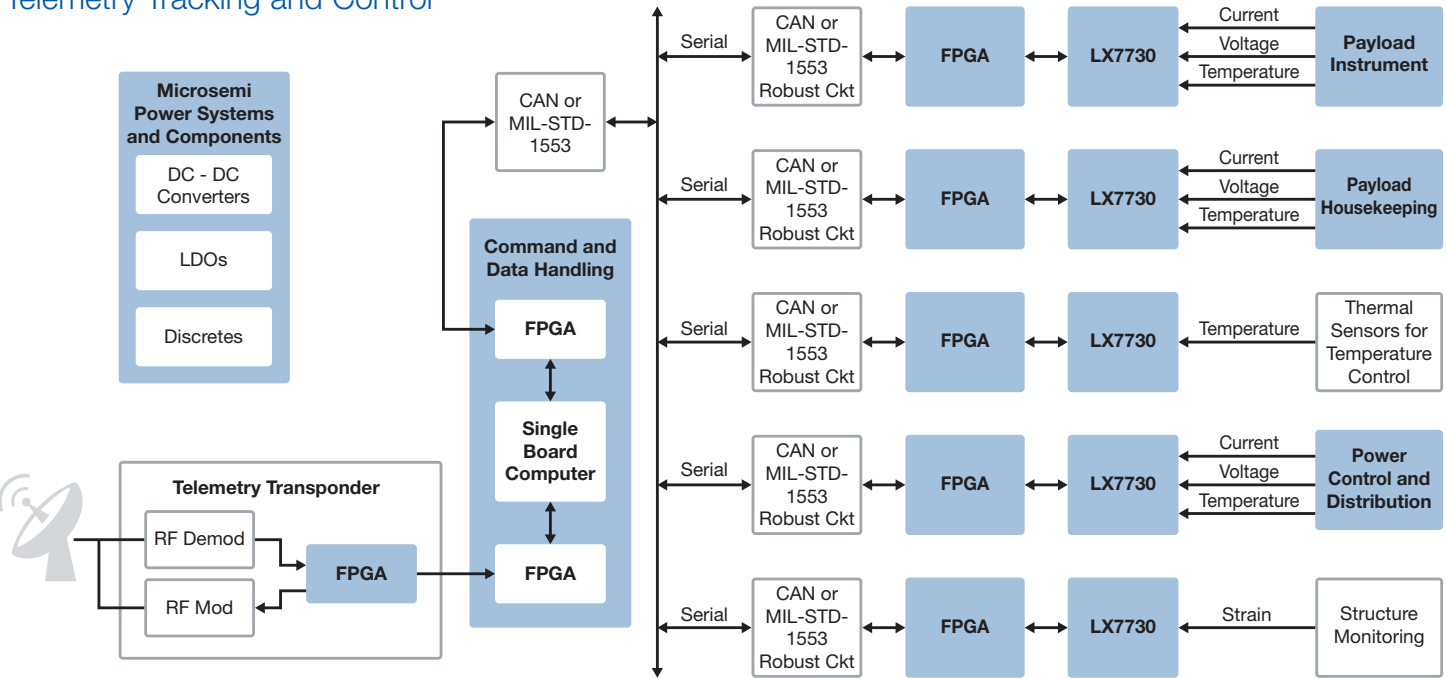 Telemetry Tracking and Control
Microsemi
Power Systems
and Components
DC - DC
Converters
LDOs
Discretes
CAN or
MIL-STD-
1553
Command and
Data Handling
FPGA
Single
Board
Computer
FPGA
Telemetry Transponder
RF Demod
RF Mod
FPGA
Serial
CAN or
MIL-STD-
1553
Robust Ckt
FPGA
LX7730
Current
Voltage
Temperature
Payload
Instrument
Serial
CAN or
MIL-STD-
1553
Robust Ckt
FPGA
LX7730
Current
Voltage
Temperature
Payload
Housekeeping
Serial
CAN or
MIL-STD-
1553
Robust Ckt
FPGA
LX7730
Temperature
Thermal
Sensors for
Temperature
Control
Serial
CAN or
MIL-STD-
1553
Robust Ckt
FPGA
LX7730
Current
Voltage
Temperature
Power
Control and
Distribution
Serial
CAN or
MIL-STD-
1553
Robust Ckt
FPGA
LX7730
Strain
Structure
Monitoring